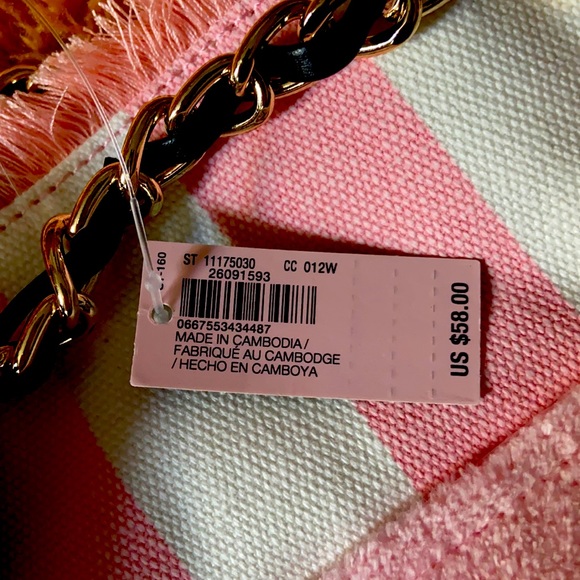 ST 11175030 CC 012W
26091593
0667553434487
MADE IN CAMBODIA/
FABRIQUÉ AU CAMBODGE
/ HECHO EN CAMBOYA
US $58.00